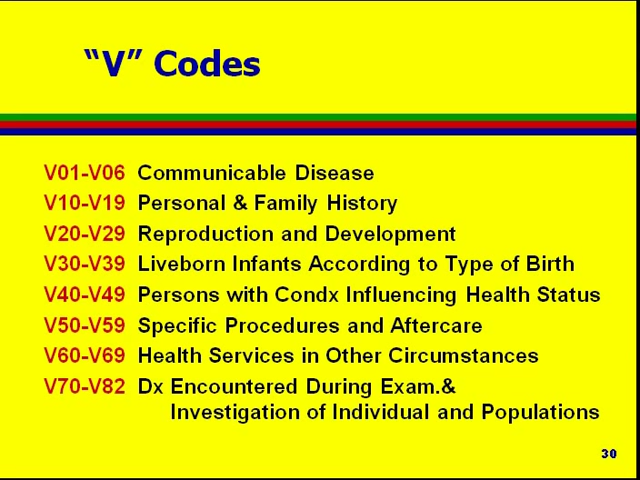 “V” Codes
V01-V06 Communicable Disease
V10-V19 Personal & Family History
V20-V29 Reproduction and Development
V30-V39 Liveborn Infants According to Type of Birth
V40-V49 Persons with Condx Influencing Health Status
V50-V59 Specific Procedures and Aftercare
V60-V69 Health Services in Other Circumstances
V70-V82 Dx Encountered During Exam.&
Investigation of Individual and Populations
30